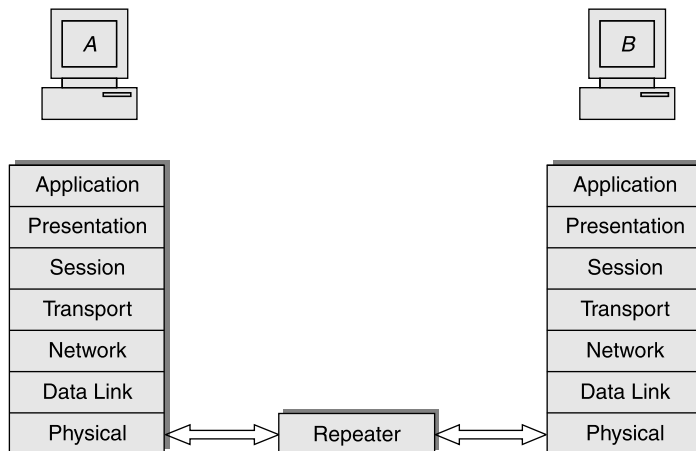 A
B
Application
Presentation
Session
Transport
Network
Data Link
Physical
Repeater
Application
Presentation
Session
Transport
Network
Data Link
Physical